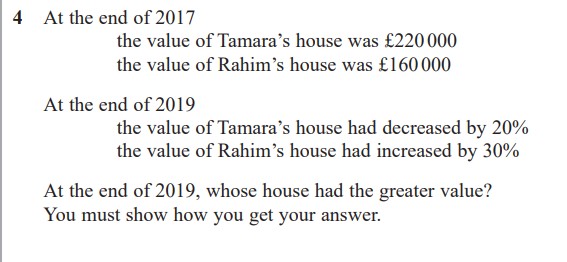 4 At the end of 2017
the value of Tamara’s house was £220 000
the value of Rahim’s house was £160 000
At the end of 2019
the value of Tamara’s house had decreased by 20%
the value of Rahim’s house had increased by 30%
At the end of 2019, whose house had the greater value?
You must show how you get your answer.